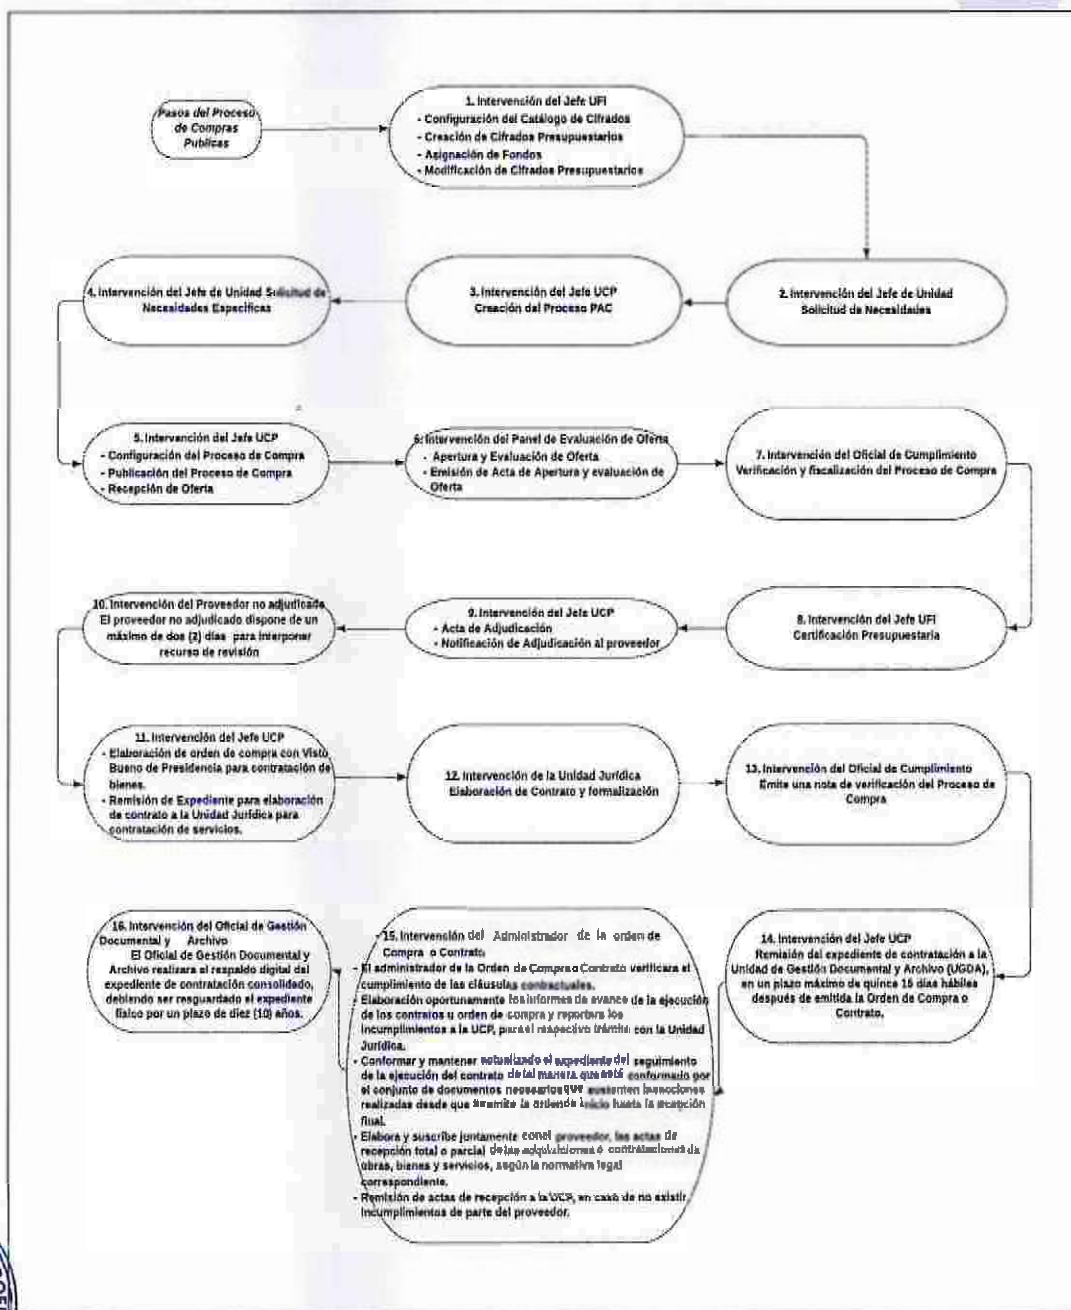 Pasos del Proceso
de Compras
Publicas
1. Intervención del Jefe UFI
- Configuración del Catálogo de Cifrados
- Creación de Cifrados Presupuestarios
- Asignación de Fondos
- Modificación de Cifrados Presupuestarios
2. Intervención del Jefe de Unidad
Solicitud de Necesidades
3. Intervención del Jefe UCP
Creación del Proceso PAC
4. Intervención del Jefe de Unidad Solicitud de
Necesidades Específicas
5. Intervención del Jefe UCP
- Configuración del Proceso de Compra
- Publicación del Proceso de Compra
- Recepción de Oferta
6. Intervención del Panel de Evaluación de Oferta
- Apertura y Evaluación de Oferta
- Emisión de Acta de Apertura y evaluación de
Oferta
7. Intervención del Oficial de Cumplimiento
Verificación y fiscalización del Proceso de Compra
8. Intervención del Jefe UFI
Certificación Presupuestaria
9. Intervención del Jefe UCP
- Acta de Adjudicación
- Notificación de Adjudicación al proveedor
10. Intervención del Proveedor no adjudicado
El proveedor no adjudicado dispone de un
máximo de dos (2) días para interponer
recurso de revisión
11. Intervención del Jefe UCP
- Elaboración de orden de compra con Visto
Bueno de Presidencia para contratación de
bienes.
- Remisión de Expediente para elaboración
de contrato a la Unidad Jurídica para
contratación de servicios.
12. Intervención de la Unidad Jurídica
Elaboración de Contrato y formalización
13. Intervención del Oficial de Cumplimiento
Emite una nota de verificación del Proceso de
Compra
14. Intervención del Jefe UCP
Remisión del expediente de contratación a la
Unidad de Gestión Documental y Archivo (UGDA),
en un plazo máximo de quince 15 días hábiles
después de emitida la Orden de Compra o
Contrato.
- 15. Intervención del Administrador de la orden de
Compra o Contrato
- El administrador de la Orden de Compra o Contrato verificara el
cumplimiento de las cláusulas contractuales.
- Elaboración oportunamente los informes de avance de la ejecución
de los contratos u orden de compra y reportara los
incumplimientos a la UCP, para el respectivo trámite con la Unidad
Jurídica.
- Conformar y mantener actualizado el expediente del seguimiento
de la ejecución del contrato de tal manera que esté conformado por
el conjunto de documentos necesarios que sustenten las acciones
realizadas desde que se emite la orden de inicio hasta la recepción
final.
- Elabora y suscribe juntamente con el proveedor, las actas de
recepción total o parcial de las adquisiciones o contrataciones de
obras, bienes y servicios, según la normativa legal
correspondiente.
- Remisión de actas de recepción a la UCP, en caso de no existir
incumplimientos de parte del proveedor.
16. Intervención del Oficial de Gestión
Documental y Archivo
El Oficial de Gestión Documental y
Archivo realizara el respaldo digital del
expediente de contratación consolidado,
debiendo ser resguardado el expediente
físico por un plazo de diez (10) años.